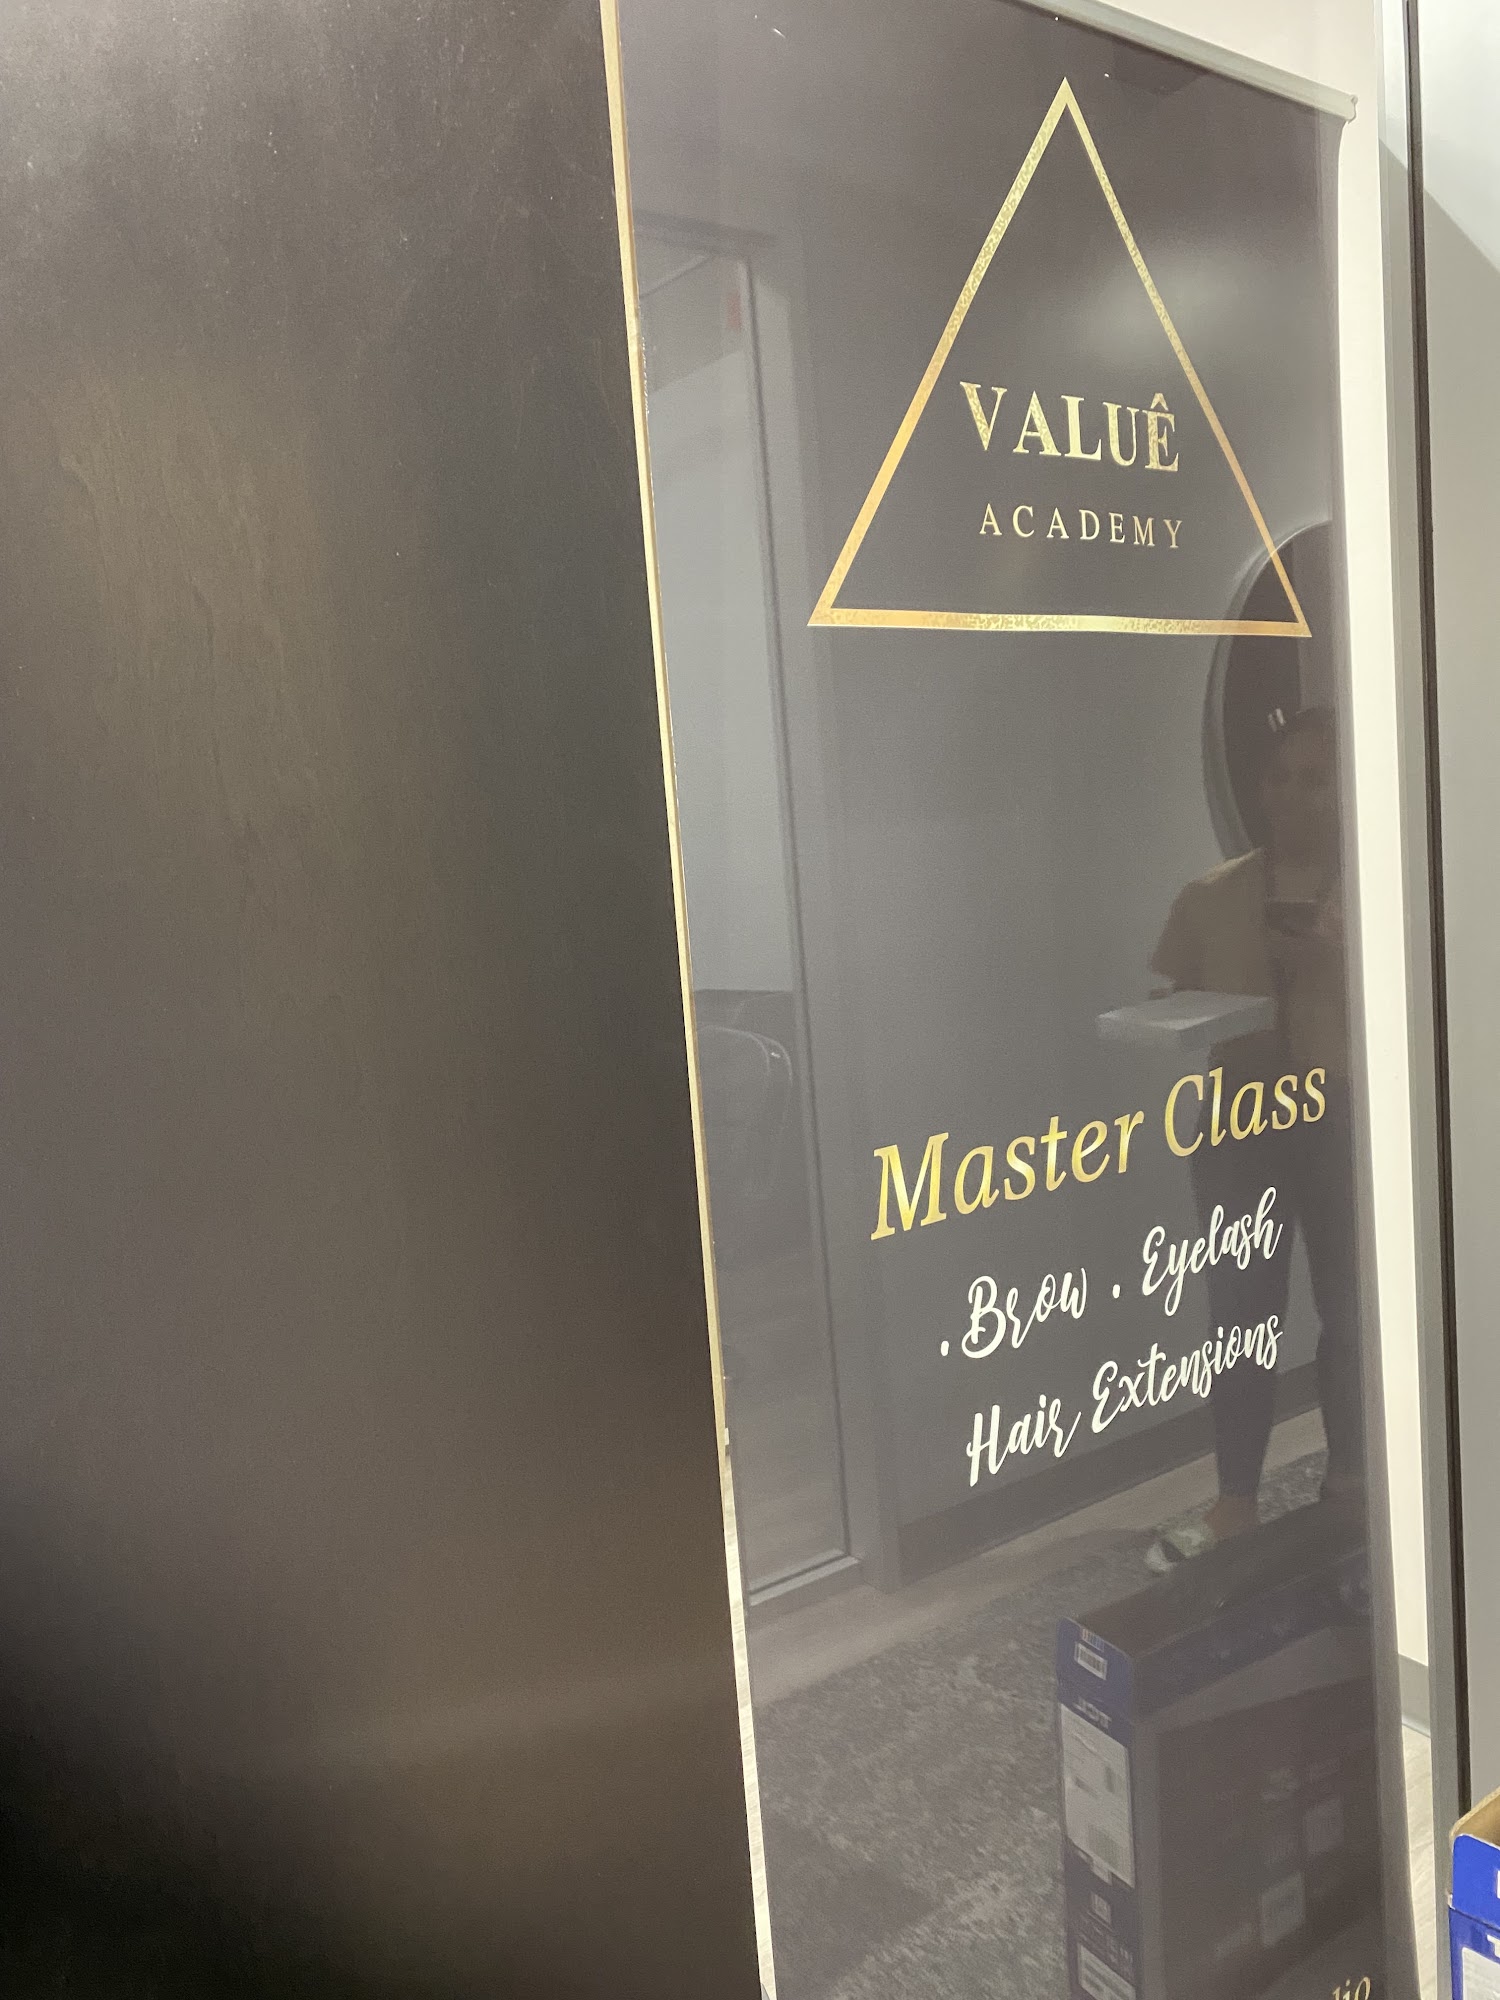 VALUÊ
ACADEMY
Master Class
. Brow . Eyelash
Hair Extensions